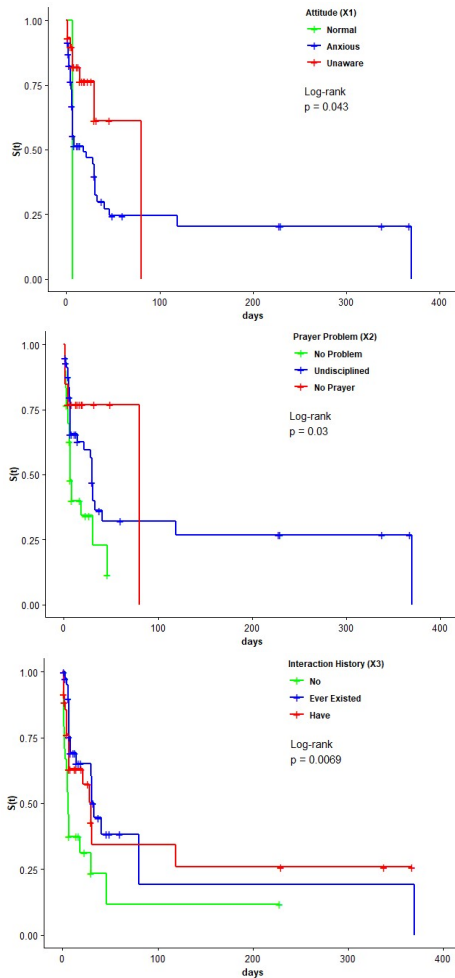 Attitude (X1)
Normal
Anxious
Unaware
Log-rank
p = 0.043
1.00
0.75
0.50
0.25
0.00
S(t)
0 100 200 300 400
days
Prayer Problem (X2)
No Problem
Undisciplined
No Prayer
Log-rank
p = 0.03
1.00
0.75
0.50
0.25
0.00
S(t)
0 100 200 300 400
days
Interaction History (X3)
No
Ever Existed
Have
Log-rank
p = 0.0069
1.00
0.75
0.50
0.25
0.00
S(t)
0 100 200 300 400
days